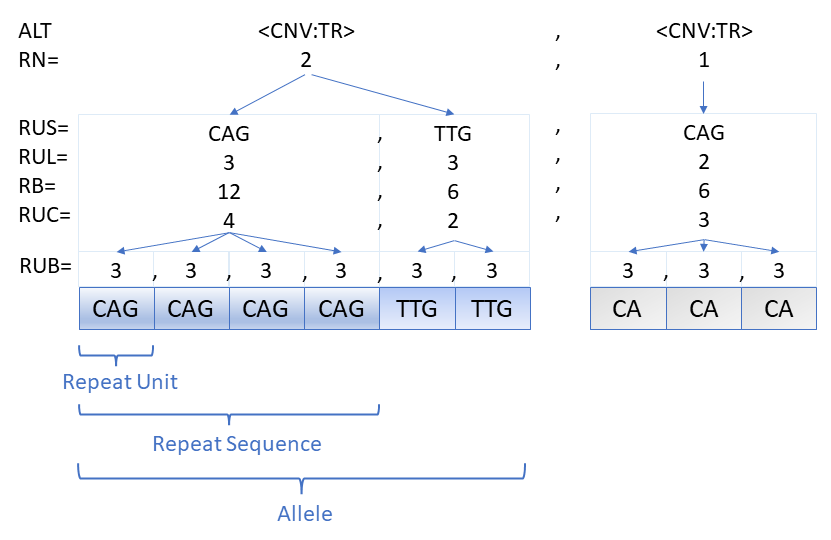 ALT <CNV:TR> , <CNV:TR>
RN= 2 , 1
RUS= CAG , TTG , CAG
RUL= 3 , 3 , 2
RB= 12 , 6 , 6
RUC= 4 , 2 , 3
RUB= 3 , 3 , 3 , 3 , 3 , 3 3 , 3 , 3
CAG CAG CAG CAG TTG TTG CA CA CA
Repeat Unit
Repeat Sequence
Allele